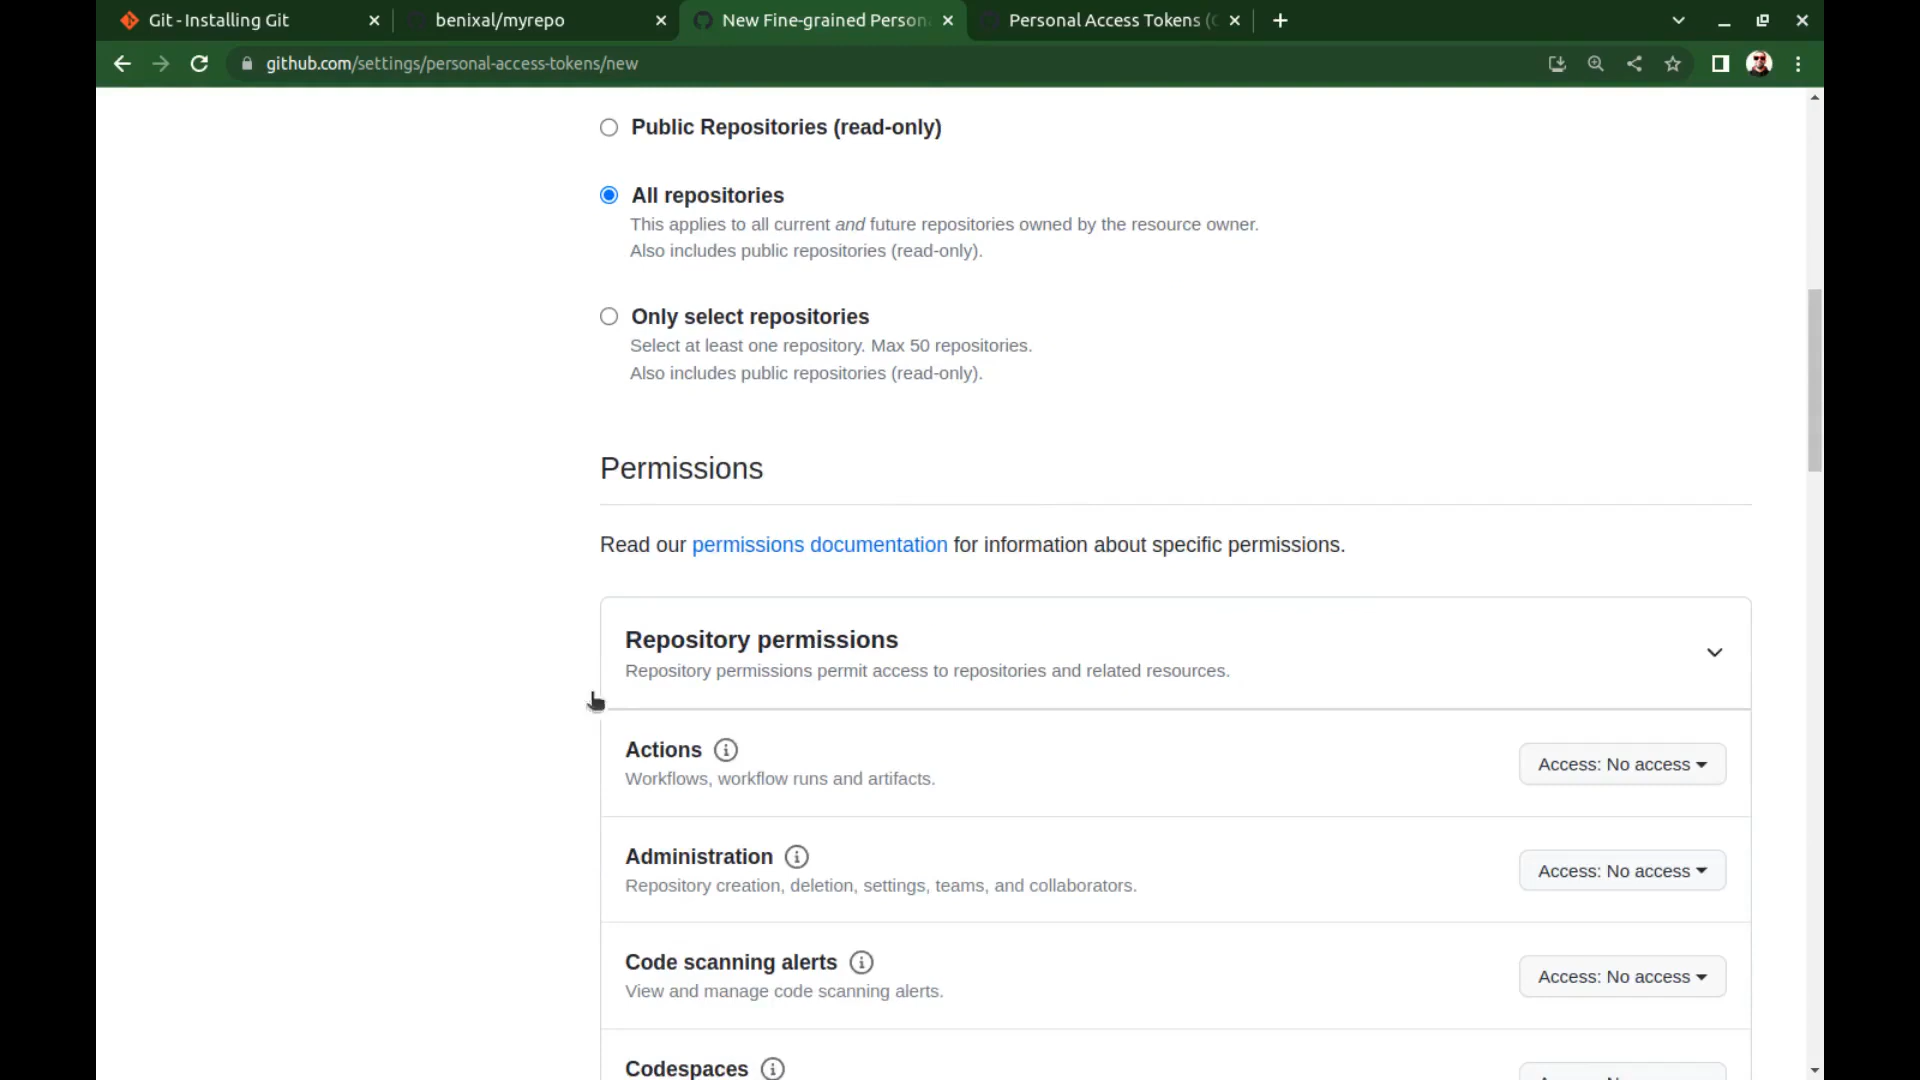 Git - Installing Git
benixal/myrepo
New Fine-grained Person
Personal Access Tokens (
github.com/settings/personal-access-tokens/new
Public Repositories (read-only)
All repositories
This applies to all current and future repositories owned by the resource owner.
Also includes public repositories (read-only).
Only select repositories
Select at least one repository. Max 50 repositories.
Also includes public repositories (read-only).
Permissions
Read our permissions documentation for information about specific permissions.
Repository permissions
Repository permissions permit access to repositories and related resources.
Actions
Workflows, workflow runs and artifacts.
Access: No access
Administration
Repository creation, deletion, settings, teams, and collaborators.
Access: No access
Code scanning alerts
View and manage code scanning alerts.
Access: No access
Codespaces